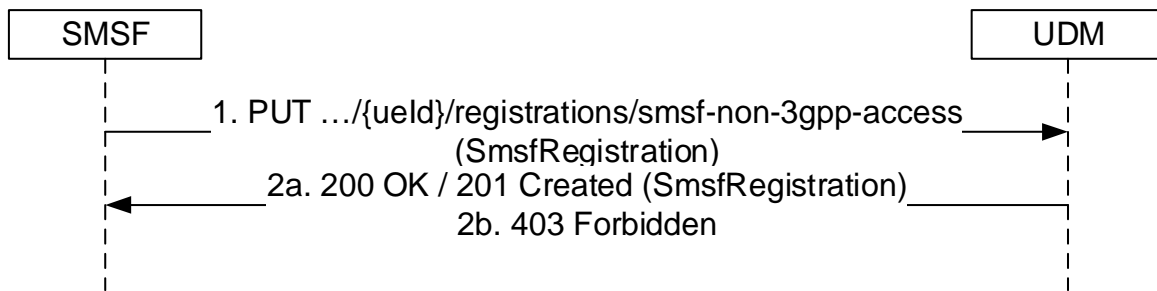 SMSF
UDM
1. PUT …/{ueId}/registrations/smsf-non-3gpp-access
(SmsfRegistration)
2a. 200 OK / 201 Created (SmsfRegistration)
2b. 403 Forbidden